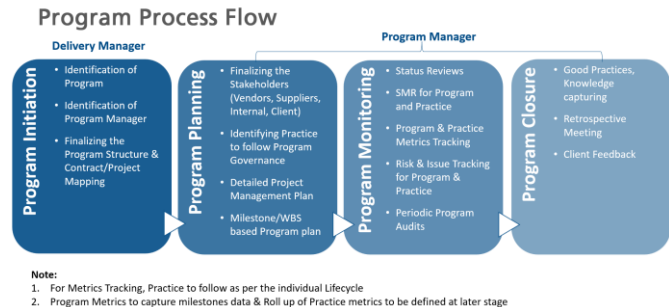 Program Process Flow
Delivery Manager
Program Manager
Program Initiation
• Identification of
Program
• Identification of
Program Manager
• Finalizing the
Program Structure &
Contract/Project
Mapping
Program Planning
• Finalizing the
Stakeholders
(Vendors, Suppliers,
Internal, Client)
• Identifying Practice
to follow Program
Governance
• Detailed Project
Management Plan
• Milestone/WBS
based Program plan
Program Monitoring
• Status Reviews
• SMR for Program
and Practice
• Program & Practice
Metrics Tracking
• Risk & Issue Tracking
for Program &
Practice
• Periodic Program
Audits
Program Closure
• Good Practices,
Knowledge
capturing
• Retrospective
Meeting
• Client Feedback
Note:
1. For Metrics Tracking, Practice to follow as per the individual Lifecycle
2. Program Metrics to capture milestones data & Roll up of Practice metrics to be defined at later stage